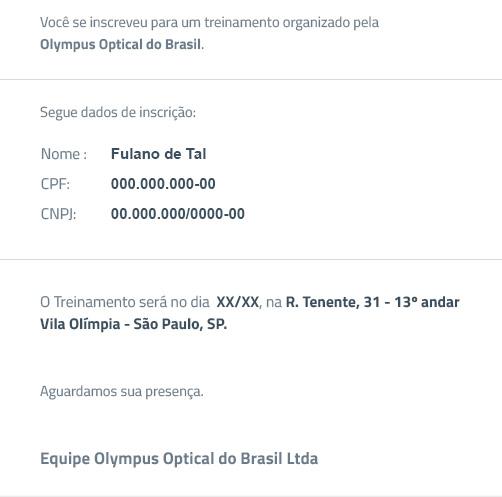 Você se inscreveu para um treinamento organizado pela
Olympus Optical do Brasil.
Segue dados de inscrição:
Nome : Fulano de Tal
CPF: 000.000.000-00
CNPJ: 00.000.000/0000-00
O Treinamento será no dia XX/XX, na R. Tenente, 31 - 13º andar
Vila Olímpia - São Paulo, SP.
Aguardamos sua presença.
Equipe Olympus Optical do Brasil Ltda